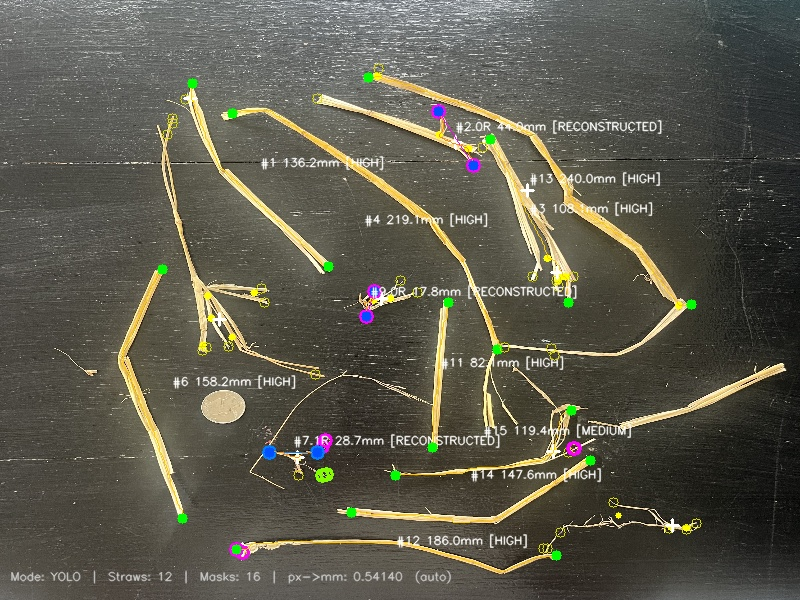 #2.0R 44.0mm [RECONSTRUCTED]
#1 136.2mm [HIGH]
#13 240.0mm [HIGH]
#3 108.1mm [HIGH]
#4 219.1mm [HIGH]
#9.0R 17.8mm [RECONSTRUCTED]
#11 82.1mm [HIGH]
#6 158.2mm [HIGH]
#15 119.4mm [MEDIUM]
#7.1R 28.7mm [RECONSTRUCTED]
#14 147.6mm [HIGH]
#12 186.0mm [HIGH]
Mode: YOLO | Straws: 12 | Masks: 16 | px->mm: 0.54140 (auto)